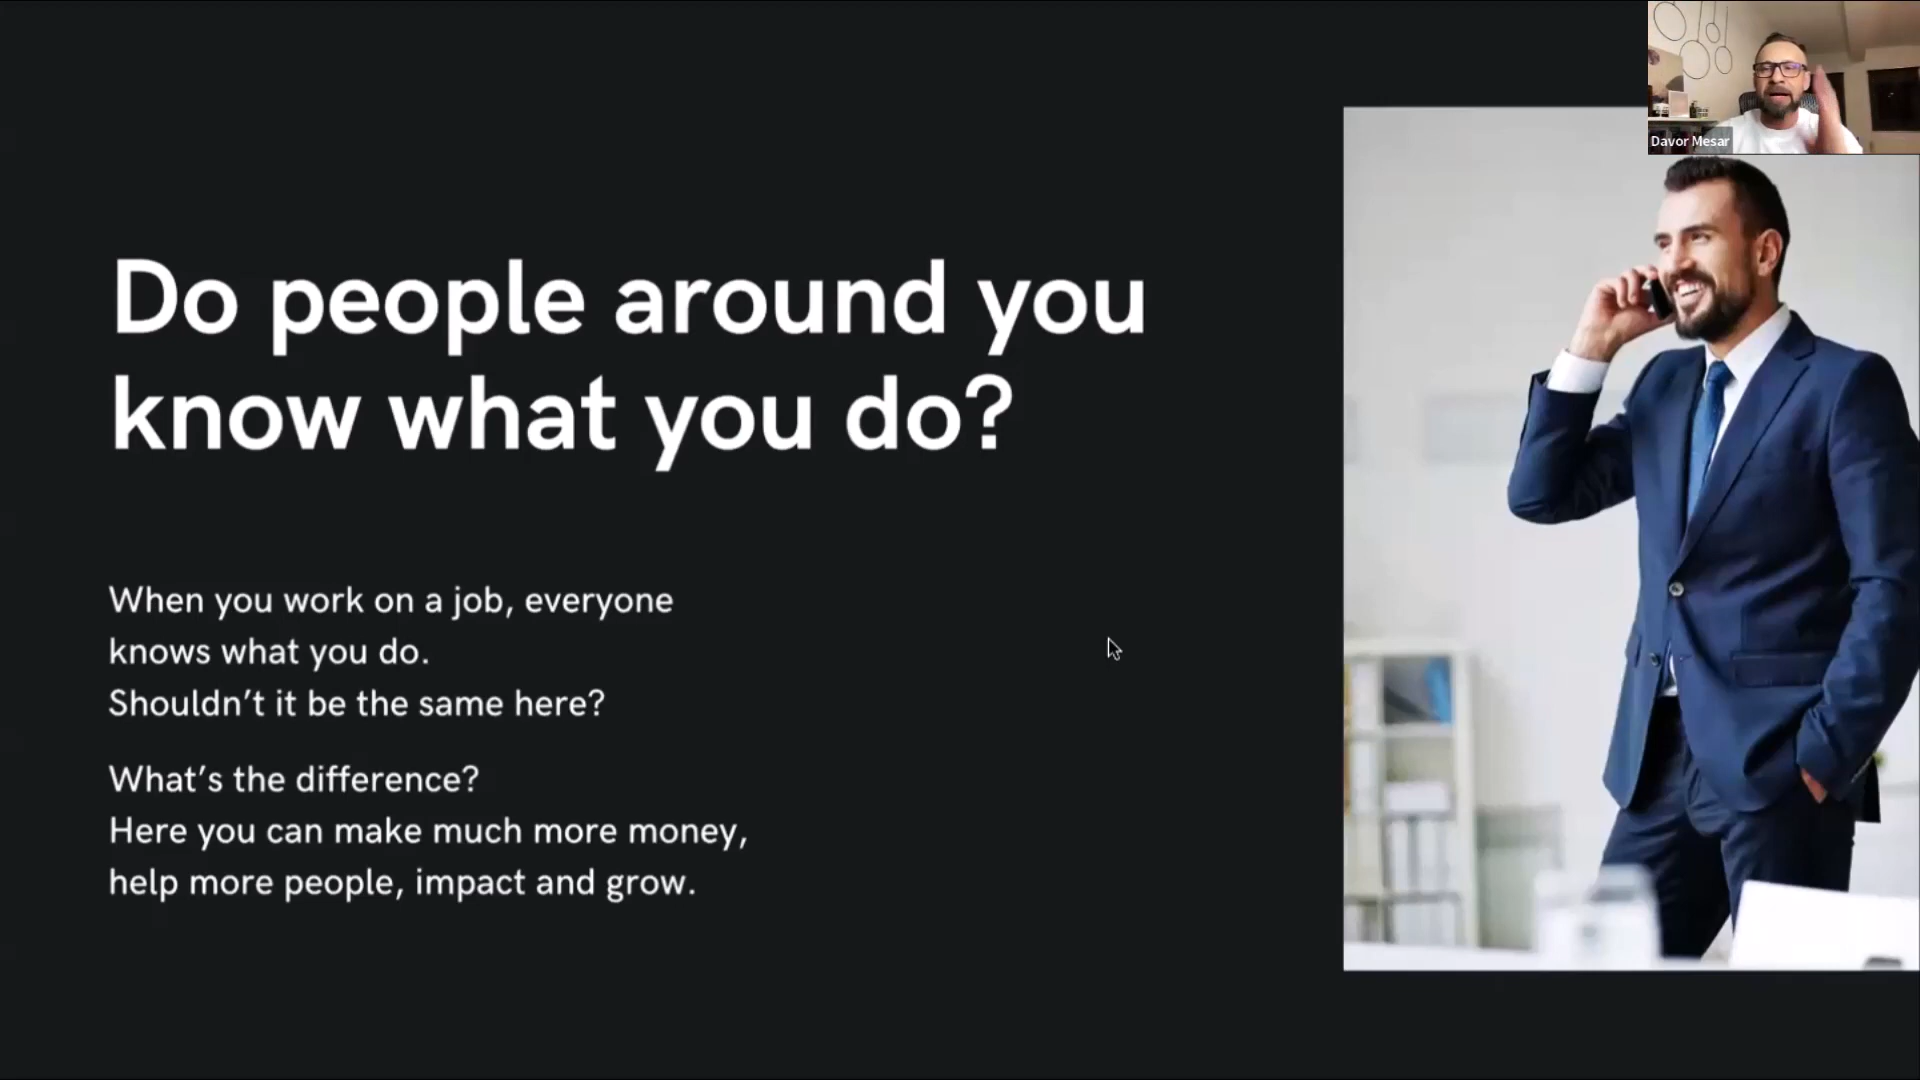 Davor Mesar
Do people around you
know what you do?
When you work on a job, everyone
knows what you do.
Shouldn’t it be the same here?
What’s the difference?
Here you can make much more money,
help more people, impact and grow.